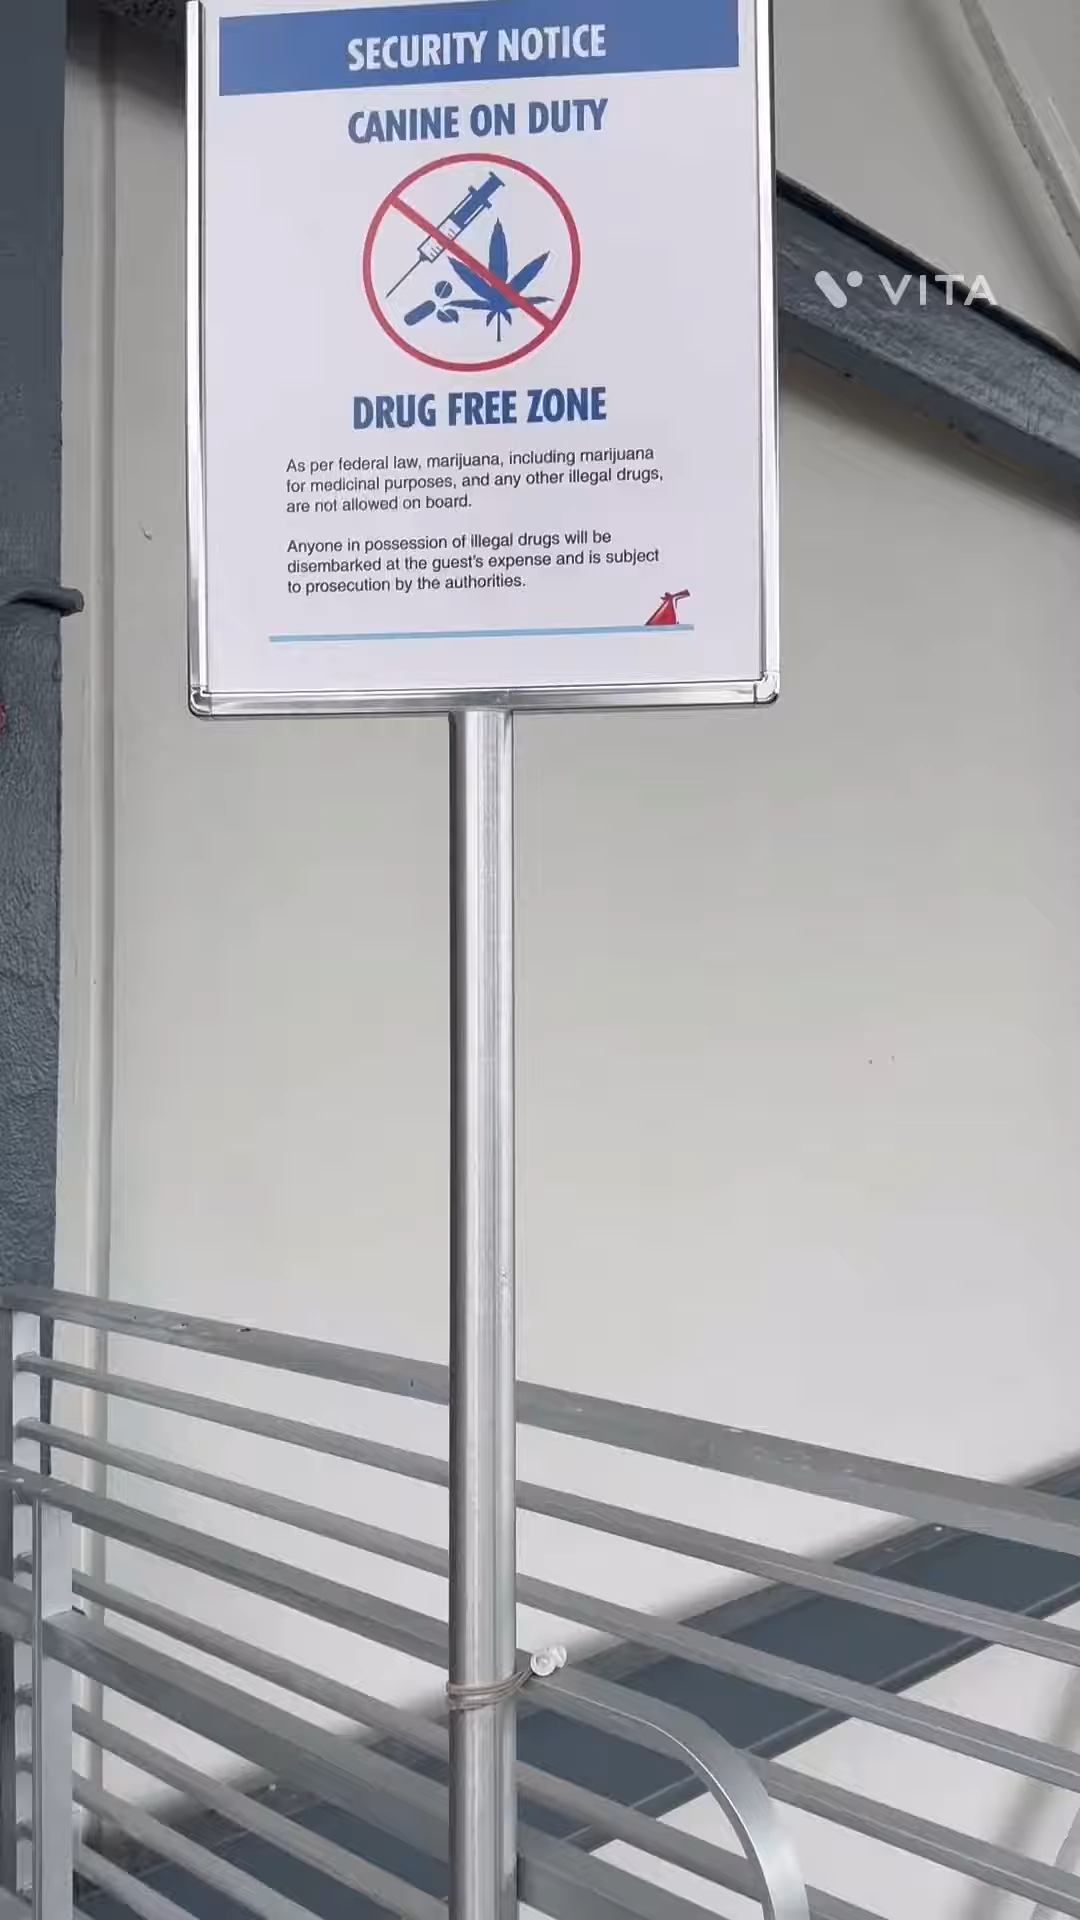 SECURITY NOTICE
CANINE ON DUTY
DRUG FREE ZONE
As per federal law, marijuana, including marijuana
for medicinal purposes, and any other illegal drugs,
are not allowed on board.
Anyone in possession of illegal drugs will be
disembarked at the guest's expense and is subject
to prosecution by the authorities.
VITA